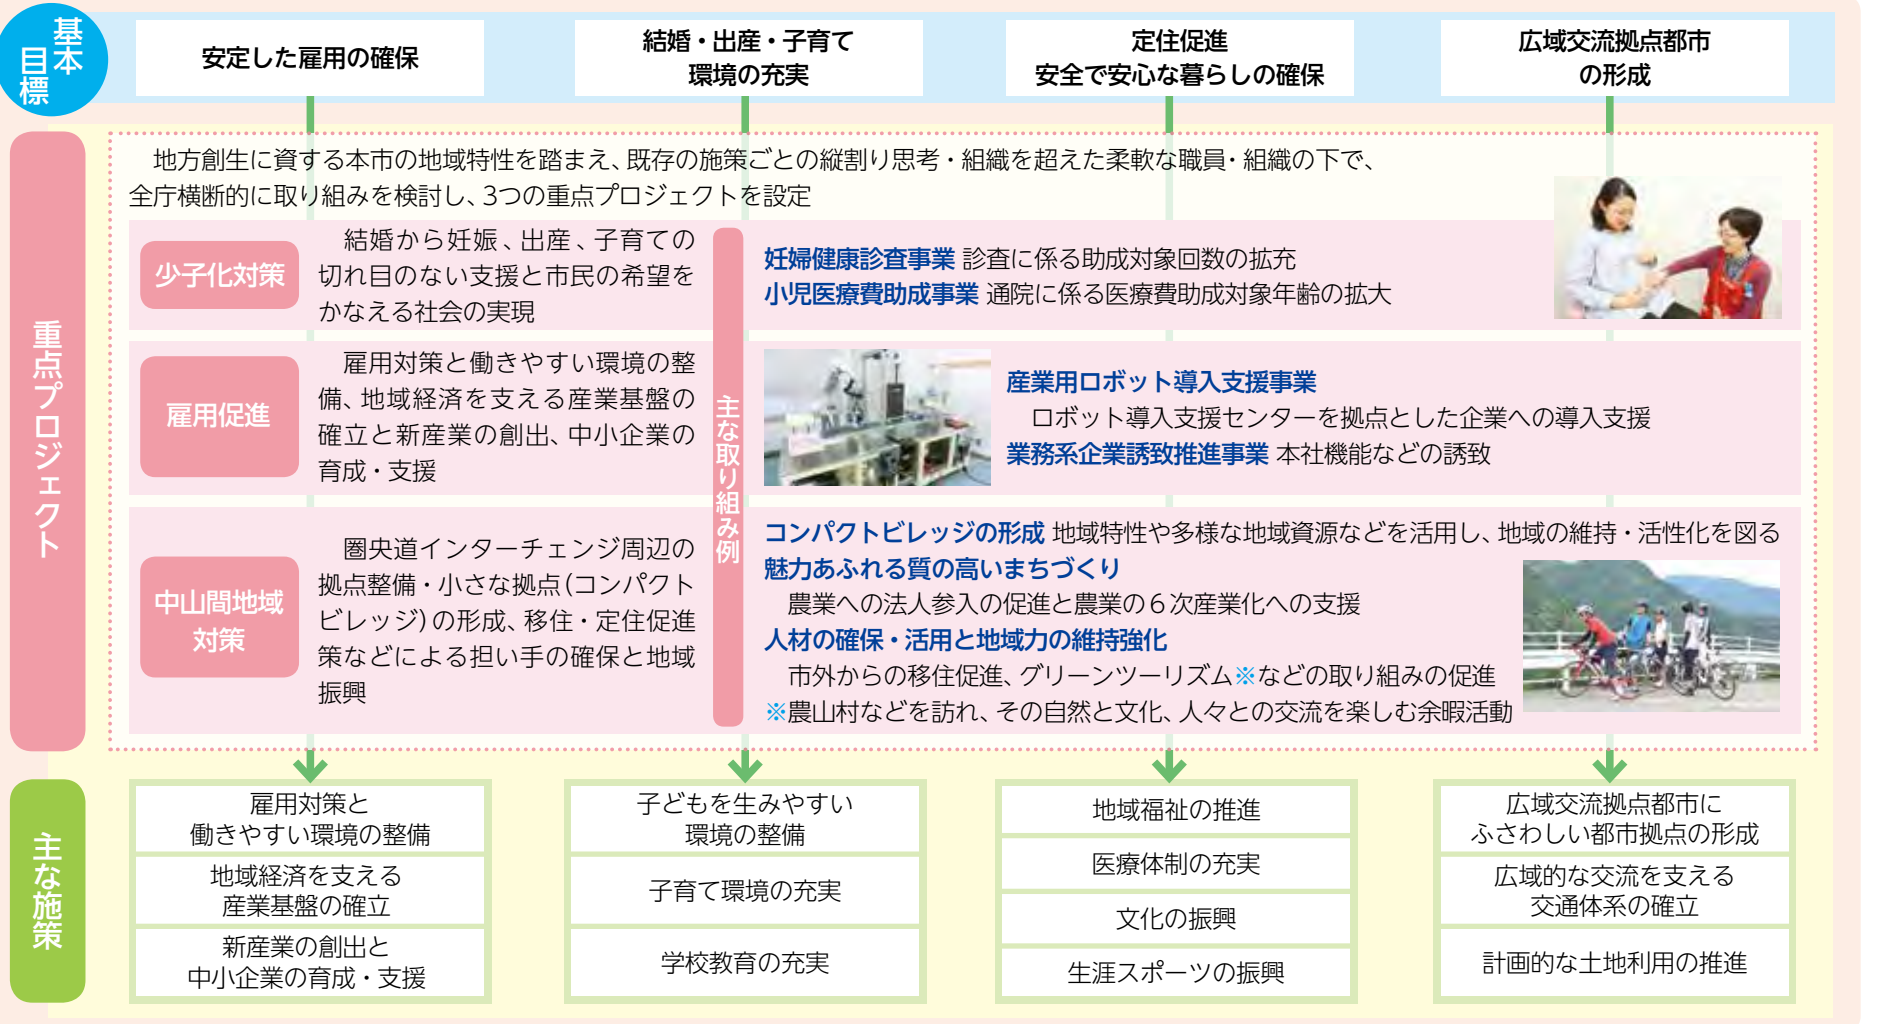 基本目標
安定した雇用の確保
結婚・出産・子育て
環境の充実
定住促進
安全で安心な暮らしの確保
広域交流拠点都市
の形成
重点プロジェクト
地方創生に資する本市の地域特性を踏まえ、既存の施策ごとの縦割り思考・組織を超えた柔軟な職員・組織の下で、
全庁横断的に取り組みを検討し、3つの重点プロジェクトを設定
少子化対策
結婚から妊娠、出産、子育ての
切れ目のない支援と市民の希望を
かなえる社会の実現
主な取り組み例
妊婦健康診査事業 診査に係る助成対象回数の拡充
小児医療費助成事業 通院に係る医療費助成対象年齢の拡大
雇用促進
雇用対策と働きやすい環境の整
備、地域経済を支える産業基盤の
確立と新産業の創出、中小企業の
育成・支援
産業用ロボット導入支援事業
ロボット導入支援センターを拠点とした企業への導入支援
業務系企業誘致推進事業 本社機能などの誘致
中山間地域
対策
圏央道インターチェンジ周辺の
拠点整備・小さな拠点(コンパクト
ビレッジ)の形成、移住・定住促進
策などによる担い手の確保と地域
振興
コンパクトビレッジの形成 地域特性や多様な地域資源などを活用し、地域の維持・活性化を図る
魅力あふれる質の高いまちづくり
農業への法人参入の促進と農業の6次産業化への支援
人材の確保・活用と地域力の維持強化
市外からの移住促進、グリーンツーリズム※などの取り組みの促進
※農山村などを訪れ、その自然と文化、人々との交流を楽しむ余暇活動
主な施策
雇用対策と
働きやすい環境の整備
地域経済を支える
産業基盤の確立
新産業の創出と
中小企業の育成・支援
子どもを生みやすい
環境の整備
子育て環境の充実
学校教育の充実
地域福祉の推進
医療体制の充実
文化の振興
生涯スポーツの振興
広域交流拠点都市に
ふさわしい都市拠点の形成
広域的な交流を支える
交通体系の確立
計画的な土地利用の推進